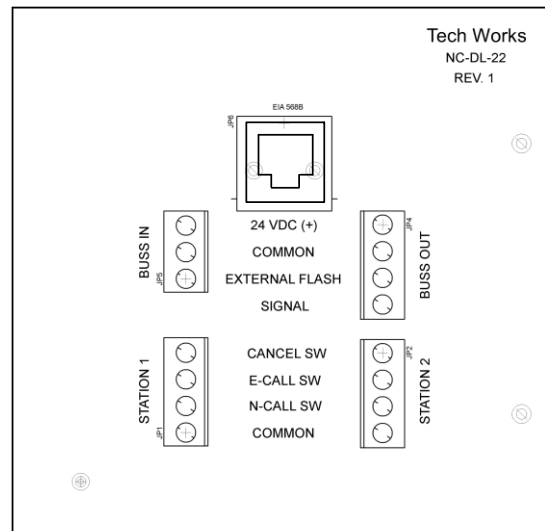 Tech Works
NC-DL-22
REV. 1
EIA 568B
JP6
24 VDC (+)
COMMON
EXTERNAL FLASH
SIGNAL
BUSS IN
JP5
JP4
BUSS OUT
CANCEL SW
E-CALL SW
N-CALL SW
COMMON
STATION 1
JP1
JP2
STATION 2